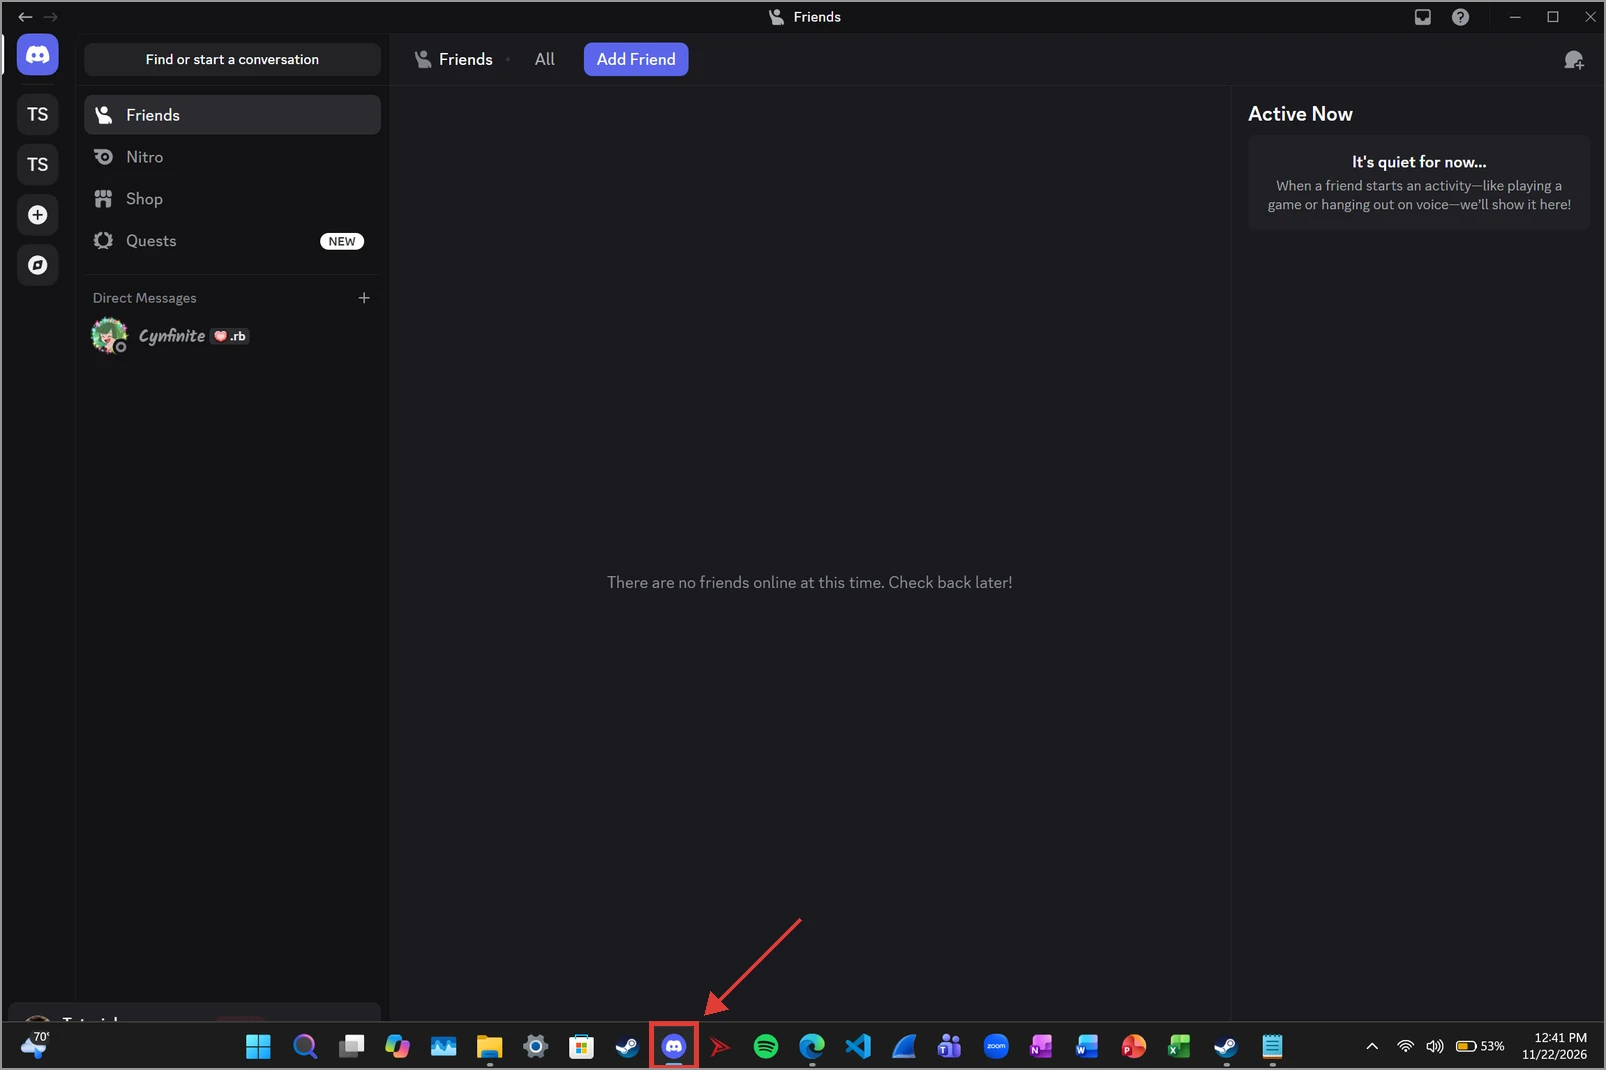 Friends
Find or start a conversation
Friends
All
Add Friend
TS
TS
Friends
Nitro
Shop
Quests
NEW
Direct Messages
Cynfinite
.rb
Active Now
It's quiet for now...
When a friend starts an activity—like playing a
game or hanging out on voice—we'll show it here!
There are no friends online at this time. Check back later!
70°
zoom
N
W
P
X
T
53%
12:41 PM
11/22/2026